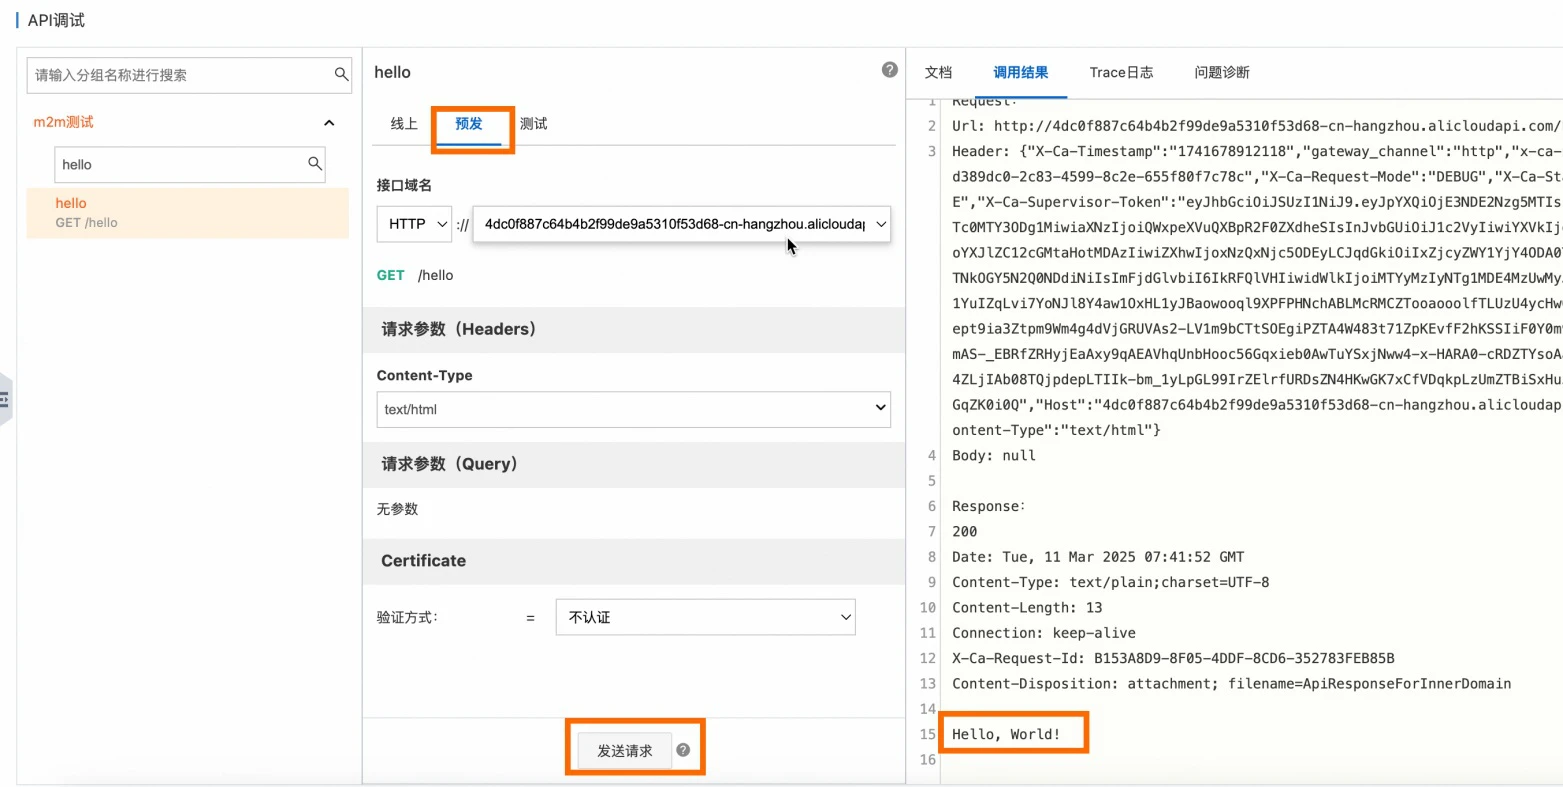 API调试
请输入分组名称进行搜索
m2m测试
hello
hello
GET /hello
hello
线上 预发 测试
接口域名
HTTP :// 4dc0f887c64b4b2f99de9a5310f53d68-cn-hangzhou.alicloudap
GET /hello
请求参数（Headers）
Content-Type
text/html
请求参数（Query）
无参数
Certificate
验证方式: = 不认证
发送请求
文档 调用结果 Trace日志 问题诊断
1 Request:
2 Url: http://4dc0f887c64b4b2f99de9a5310f53d68-cn-hangzhou.alicloudapi.com/
3 Header: {"X-Ca-Timestamp":"1741678912118","gateway_channel":"http","x-ca-
d389dc0-2c83-4599-8c2e-655f80f7c78c","X-Ca-Request-Mode":"DEBUG","X-Ca-Sta
E","X-Ca-Supervisor-Token":"eyJhbGciOiJSUzI1NiJ9.eyJpYXQiOjE3NDE2Nzg5MTIs
Tc0MTY3ODg1MiwiaXNzIjoiQWxpeXVuQXBpR2F0ZXdheSIsInJvbGUiOiJ1c2VyIiwiYXVkIj
oYXJlZC12cGMtaHotMDAzIiwiZXhwIjoxNzQxNjc5ODEyLCJqdGkiOiIxZjcyZWY1YjY4ODA0
TNkOGY5N2Q0NDdiNiIsImFjdGlvbiI6IkRFQlVHIiwidWlkIjoiMTYyMzIyNTg1MDE4MzUwMy
1YuIZqLvi7YoNJl8Y4aw1OxHL1yJBaowooql9XPFPHNchABLMcRMCZTooaooolfTLUzU4ycHw
ept9ia3Ztpm9Wm4g4dVjGRUVAs2-LV1m9bCTtSOEgiPZTA4W483t71ZpKEvfF2hKSSIiF0Y0m
mAS-_EBRfZRHyjEaAxy9qAEAVhqUnbHooc56Gqxieb0AwTuYSxjNww4-x-HARA0-cRDZTYsoA
4ZLjIAb08TQjpdepLTIIk-bm_1yLpGL99IrZElrfURDsZN4HKwGK7xCfVDqkpLzUmZTBiSxHu
GqZK0i0Q","Host":"4dc0f887c64b4b2f99de9a5310f53d68-cn-hangzhou.alicloudap
ontent-Type":"text/html"}
4 Body: null
5
6 Response:
7 200
8 Date: Tue, 11 Mar 2025 07:41:52 GMT
9 Content-Type: text/plain;charset=UTF-8
10 Content-Length: 13
11 Connection: keep-alive
12 X-Ca-Request-Id: B153A8D9-8F05-4DDF-8CD6-352783FEB85B
13 Content-Disposition: attachment; filename=ApiResponseForInnerDomain
14
15 Hello, World!
16